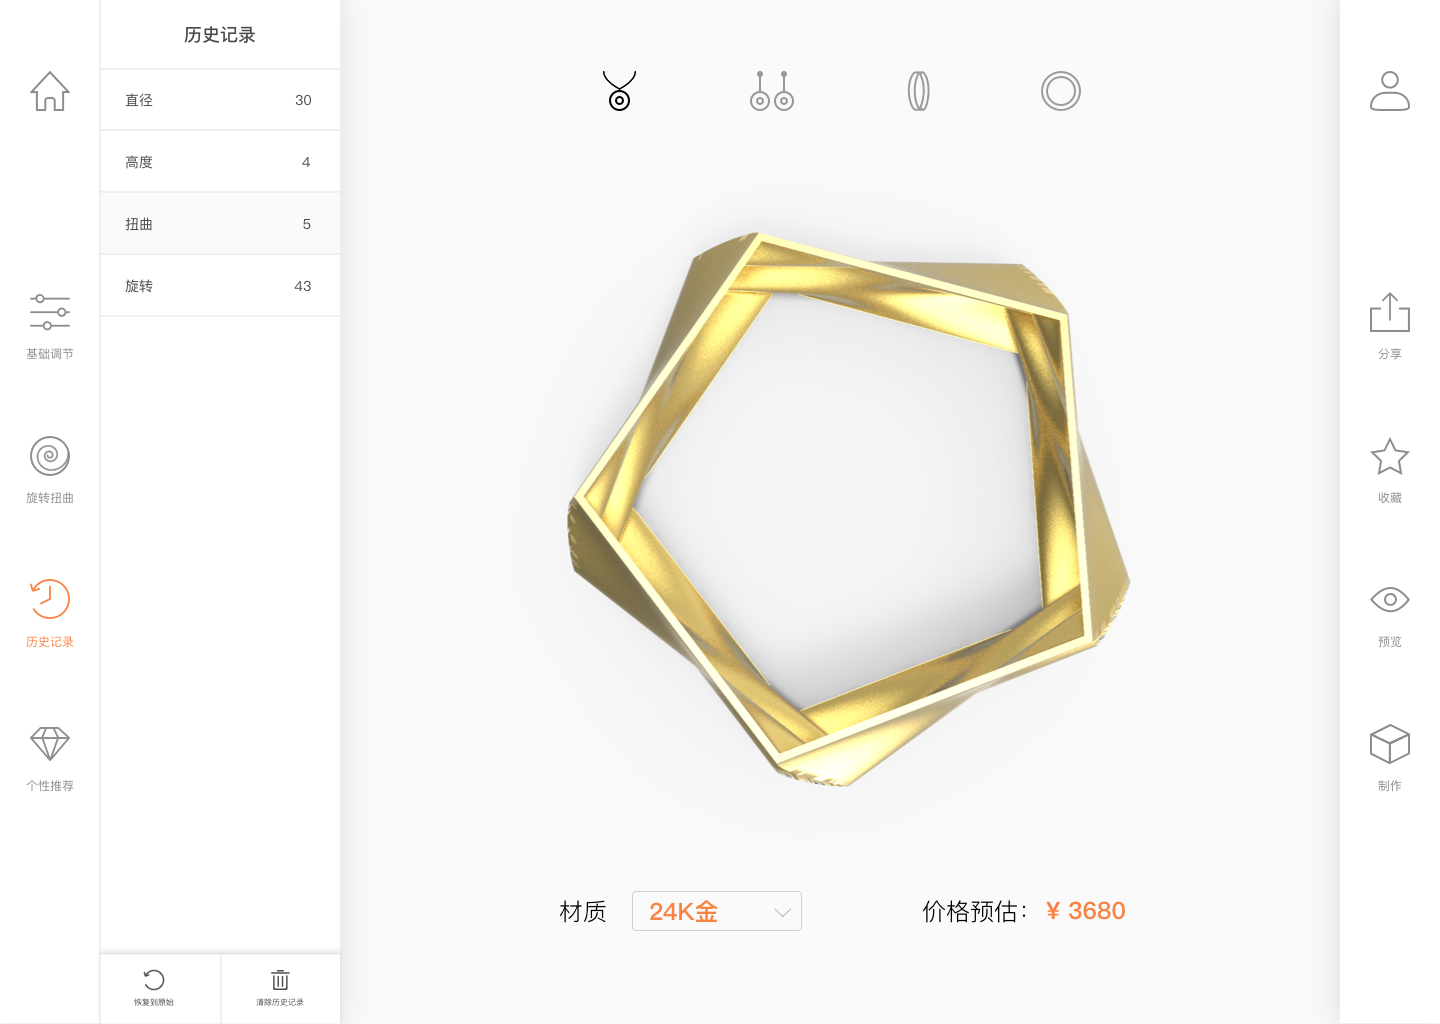 历史记录
直径 30
高度 4
扭曲 5
旋转 43
基础调节
旋转扭曲
历史记录
个性推荐
恢复到原始
清除历史记录
材质 24K金
价格预估： ¥ 3680
分享
收藏
预览
制作